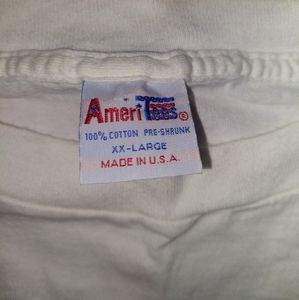 AmeriTees®
100% COTTON PRE-SHRUNK
XX-LARGE
MADE IN U.S.A.